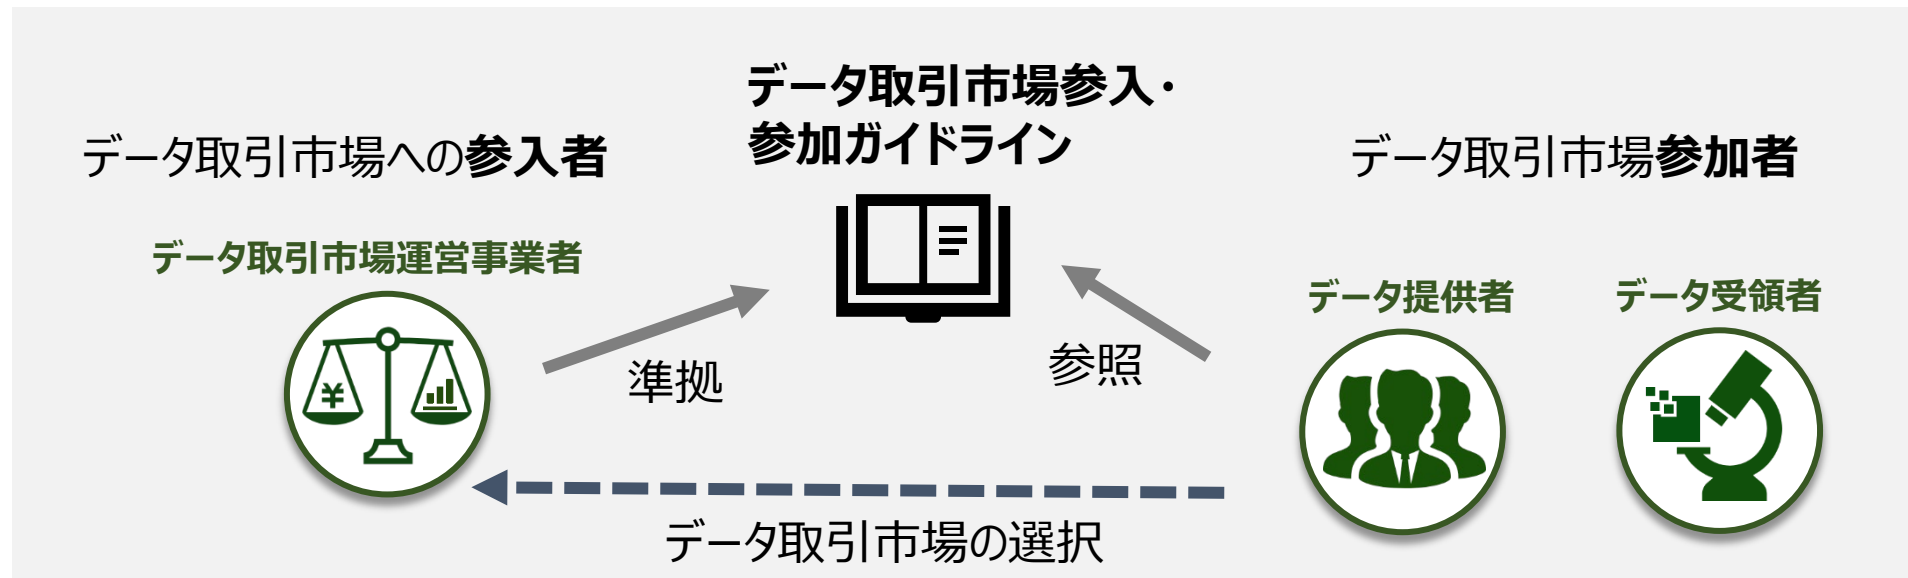 データ取引市場参入・
参加ガイドライン
データ取引市場への参入者
データ取引市場参加者
データ取引市場運営事業者
データ提供者
データ受領者
準拠
参照
¥
データ取引市場の選択